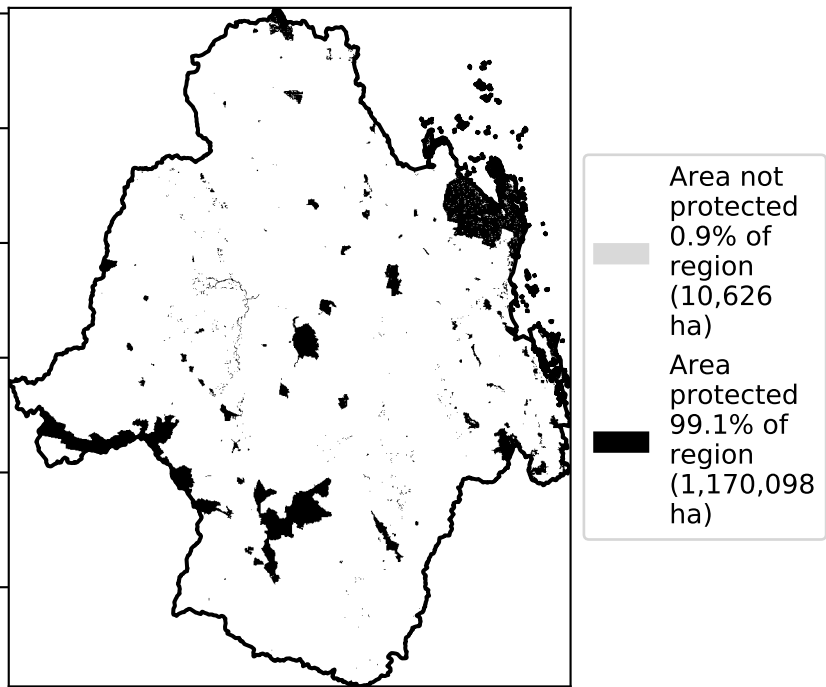 Area not
protected
0.9% of
region
(10,626
ha)
Area
protected
99.1% of
region
(1,170,098
ha)